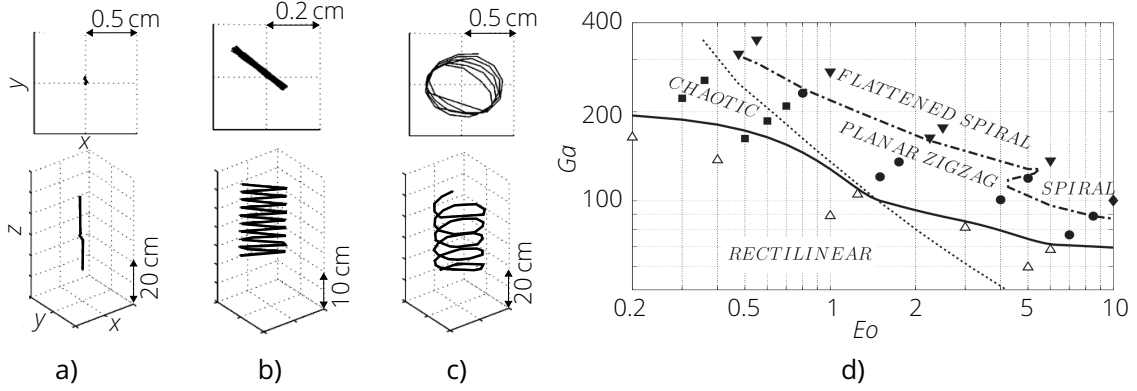 0.5 cm
0.2 cm
0.5 cm
y
x
z
20 cm
y
x
10 cm
20 cm
a)
b)
c)
400
200
100
Ga
CHAOTIC
FLATTENED SPIRAL
PLANAR ZIGZAG
SPIRAL
RECTILINEAR
0.2
0.5
1
2
5
10
Eo
d)